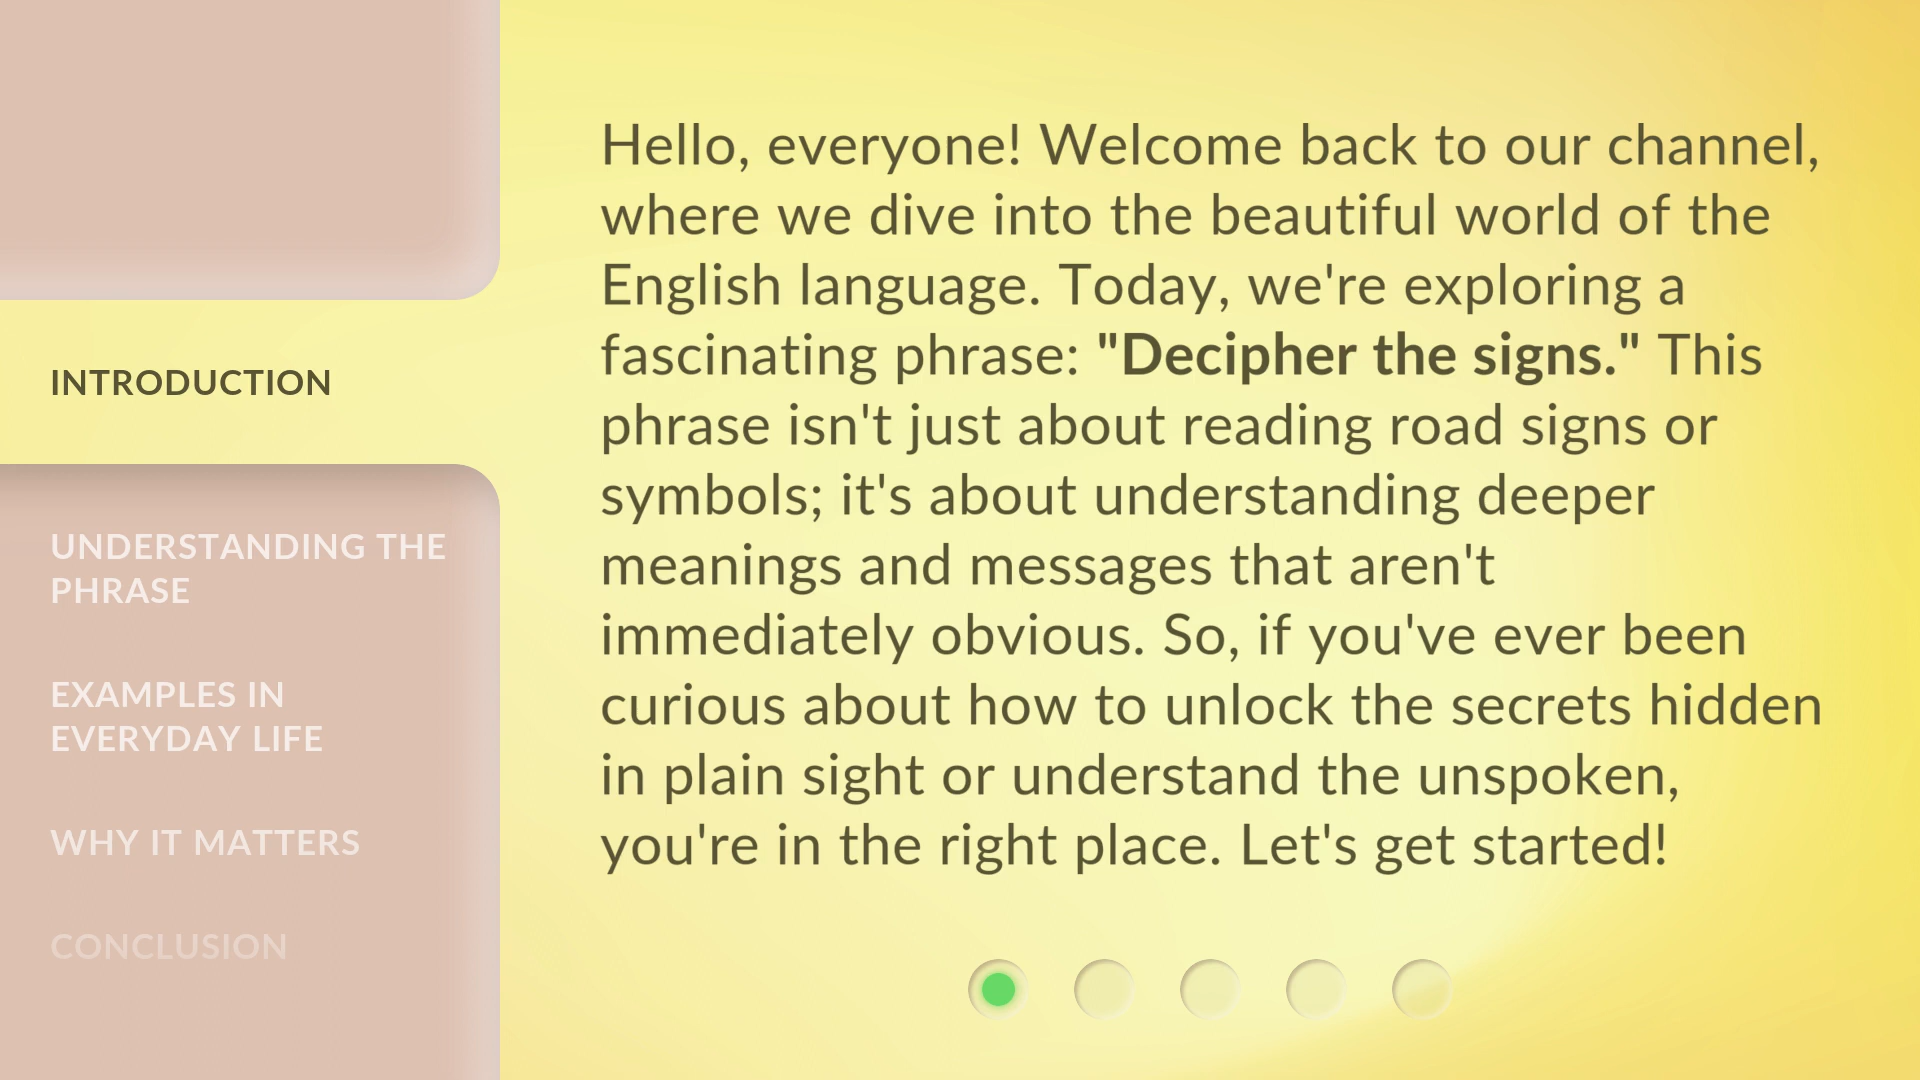 INTRODUCTION
UNDERSTANDING THE
PHRASE
EXAMPLES IN
EVERYDAY LIFE
WHY IT MATTERS
CONCLUSION
Hello, everyone! Welcome back to our channel,
where we dive into the beautiful world of the
English language. Today, we're exploring a
fascinating phrase: "Decipher the signs." This
phrase isn't just about reading road signs or
symbols; it's about understanding deeper
meanings and messages that aren't
immediately obvious. So, if you've ever been
curious about how to unlock the secrets hidden
in plain sight or understand the unspoken,
you're in the right place. Let's get started!